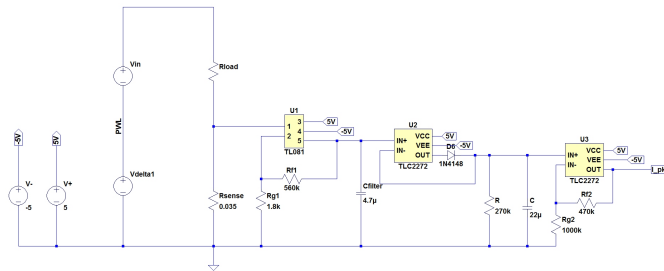 Vin
Rload
-5V
5V
PWL
V-
-5
V+
5
Vdelta1
Rsense
0.035
U1
1 3
2 4
5
TL081
5V
-5V
Rf1
560k
Rg1
1.8k
Cfilter
4.7µ
U2
IN+ VCC
IN- VEE
OUT
TLC2272
5V
-5V
D6
1N4148
R
270k
C
22µ
U3
IN+ VCC
IN- VEE
OUT
TLC2272
5V
-5V
Rf2
470k
Rg2
1000k